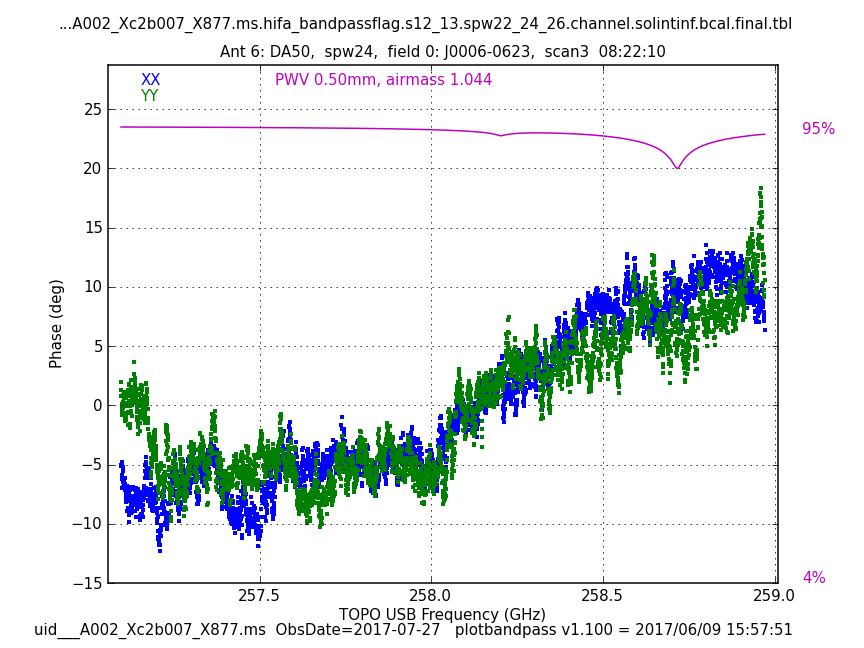 ...A002_Xc2b007_X877.ms.hifa_bandpassflag.s12_13.spw22_24_26.channel.solintinf.bcal.final.tbl
Ant 6: DA50,  spw24,  field 0: J0006-0623,  scan3  08:22:10
XX
PWV 0.50mm, airmass 1.044
YY
25
95%
20
15
10
5
0
−5
−10
−15
Phase (deg)
4%
257.5
258.0
258.5
259.0
TOPO USB Frequency (GHz)
uid___A002_Xc2b007_X877.ms  ObsDate=2017-07-27   plotbandpass v1.100 = 2017/06/09 15:57:51